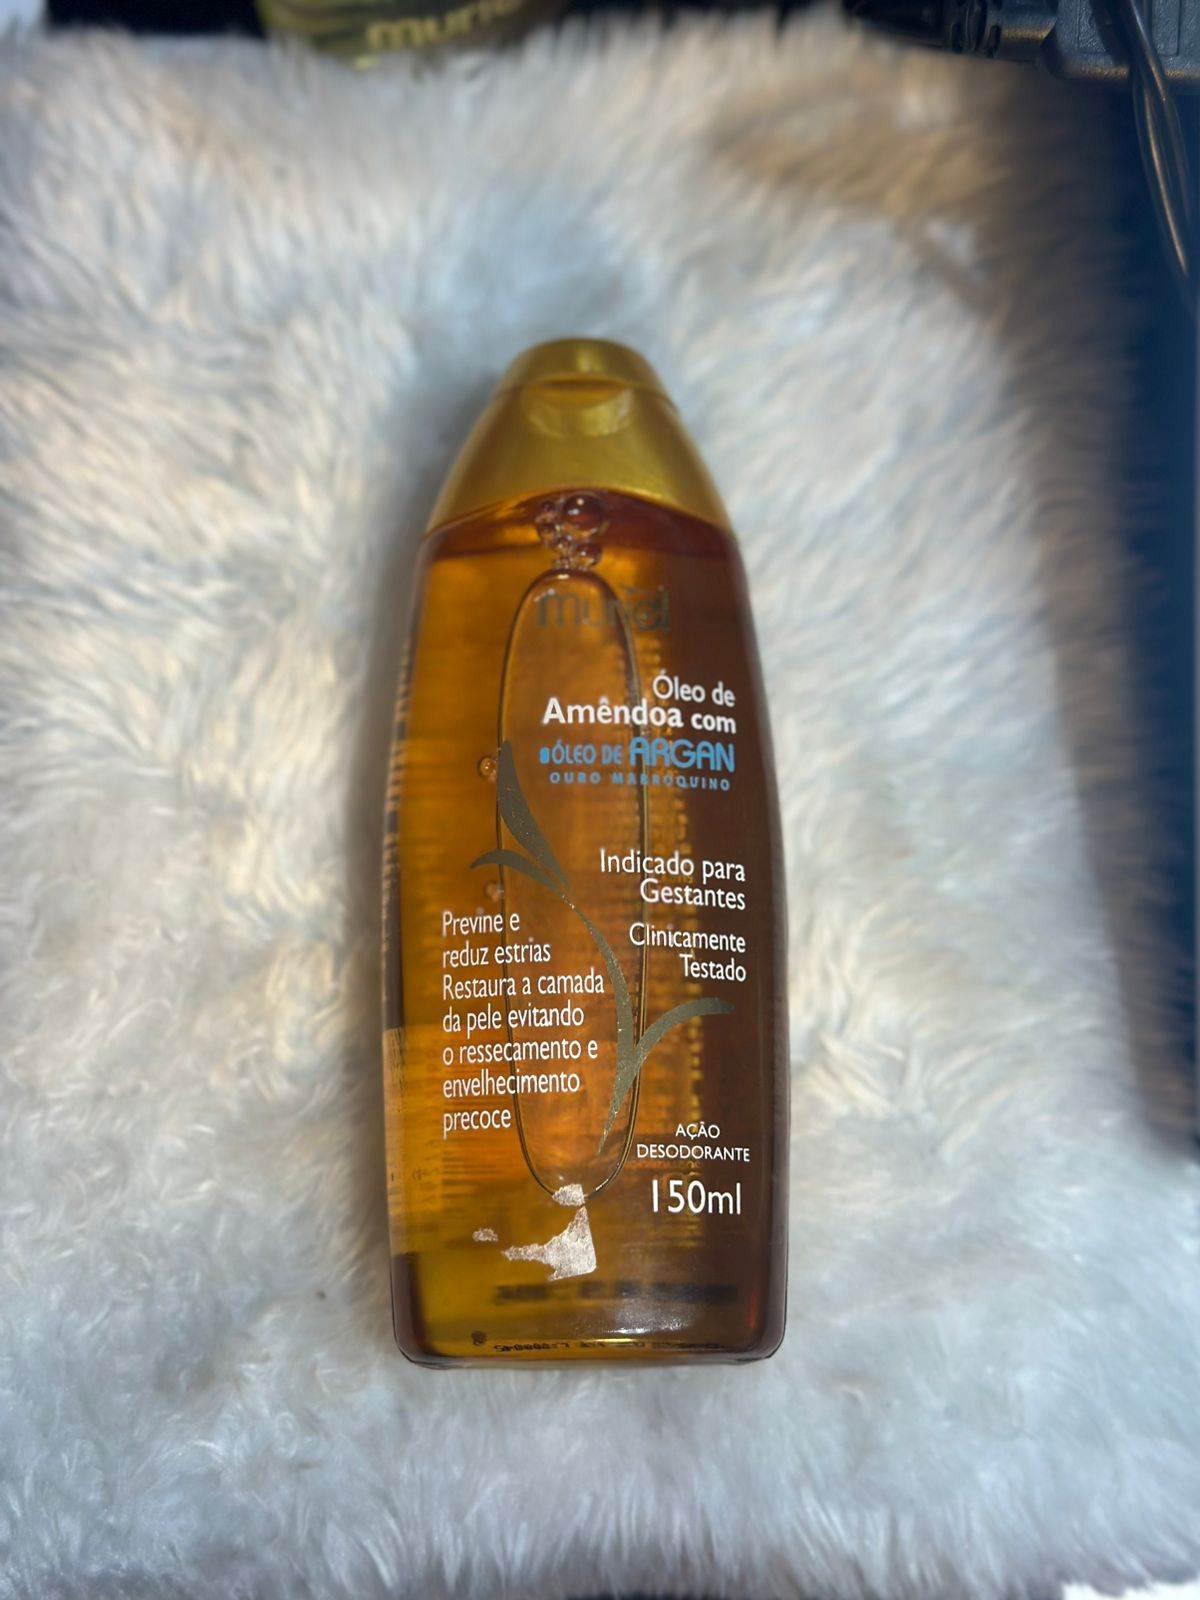 muriel
Óleo de
Amêndoa com
ÓLEO DE ARGAN
OURO MARROQUINO
Indicado para
Gestantes
Clinicamente
Testado
Previne e
reduz estrias
Restaura a camada
da pele evitando
o ressecamento e
envelhecimento
precoce
AÇÃO
DESODORANTE
150ml